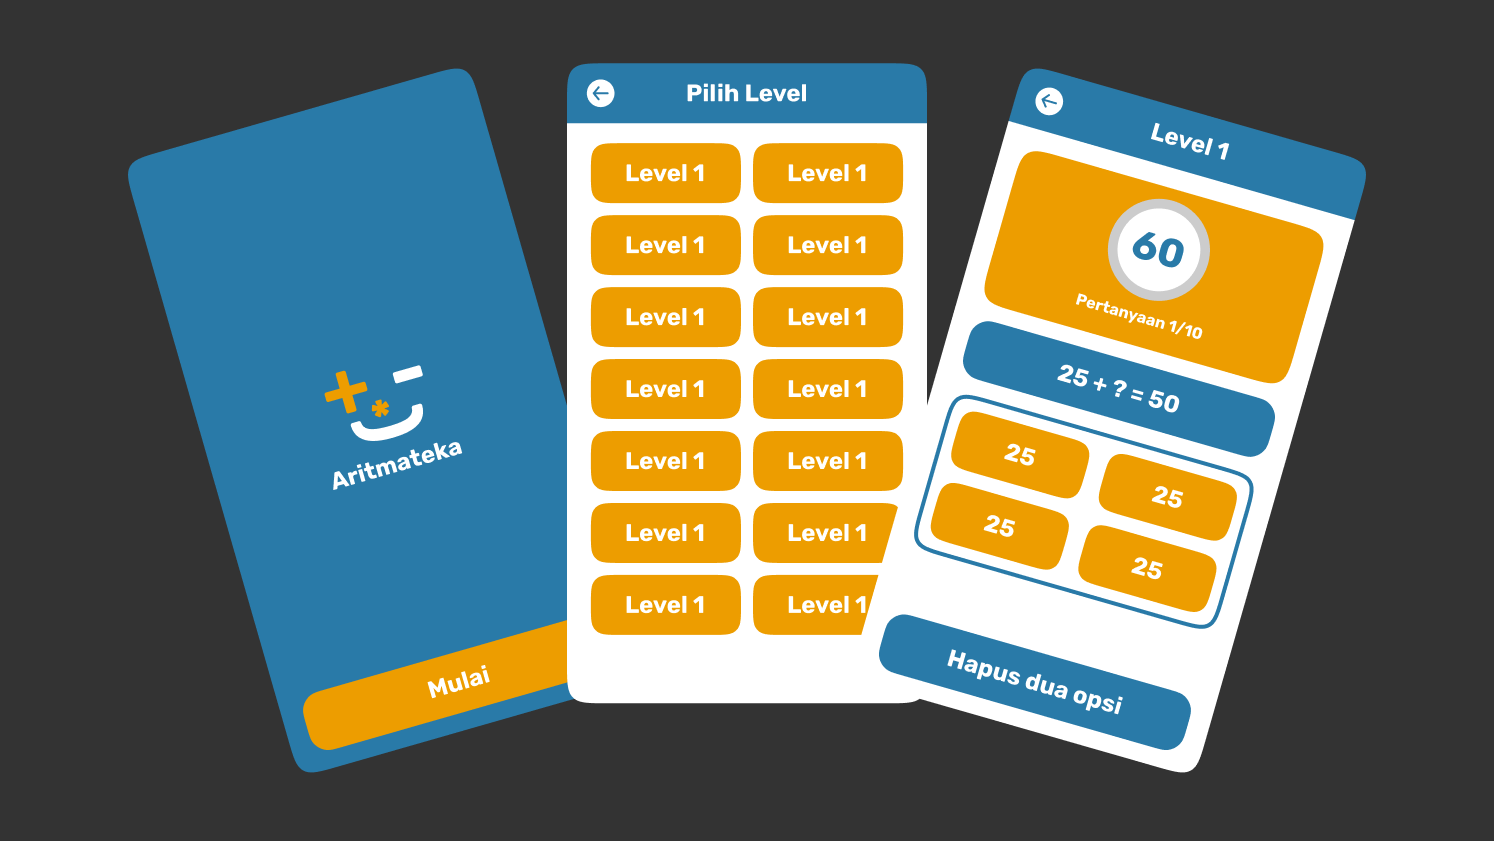 Aritmateka
Mulai
Pilih Level
Level 1 Level 1
Level 1 Level 1
Level 1 Level 1
Level 1 Level 1
Level 1 Level 1
Level 1 Level 1
Level 1 Level 1
Level 1
60
Pertanyaan 1/10
25 + ? = 50
25 25
25 25
Hapus dua opsi